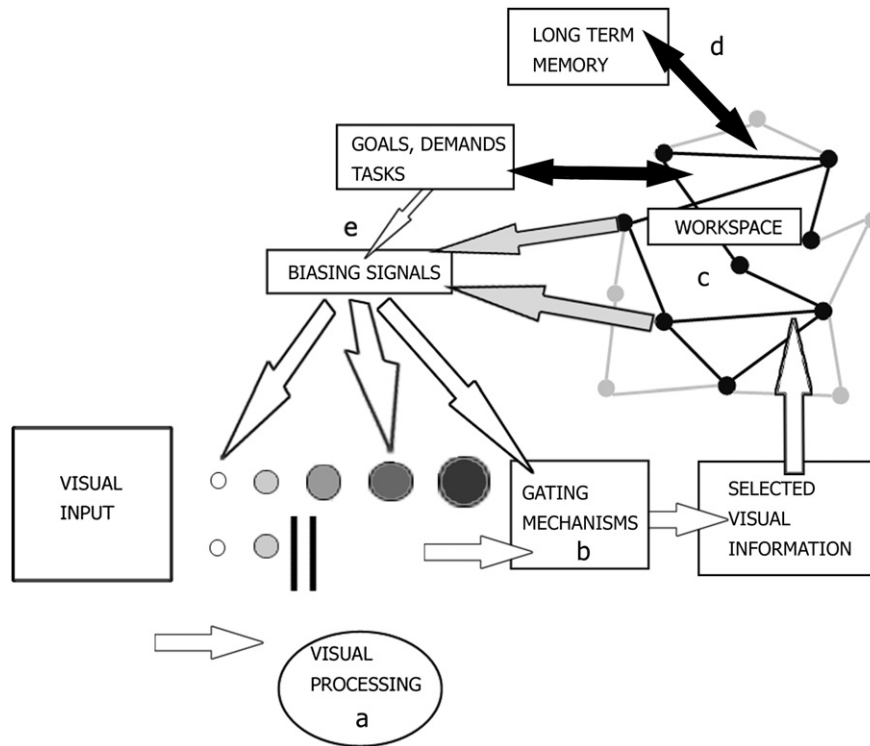 LONG TERM
MEMORY
d
GOALS, DEMANDS
TASKS
e
WORKSPACE
BIASING SIGNALS
c
VISUAL
INPUT
GATING
MECHANISMS
b
SELECTED
VISUAL
INFORMATION
VISUAL
PROCESSING
a